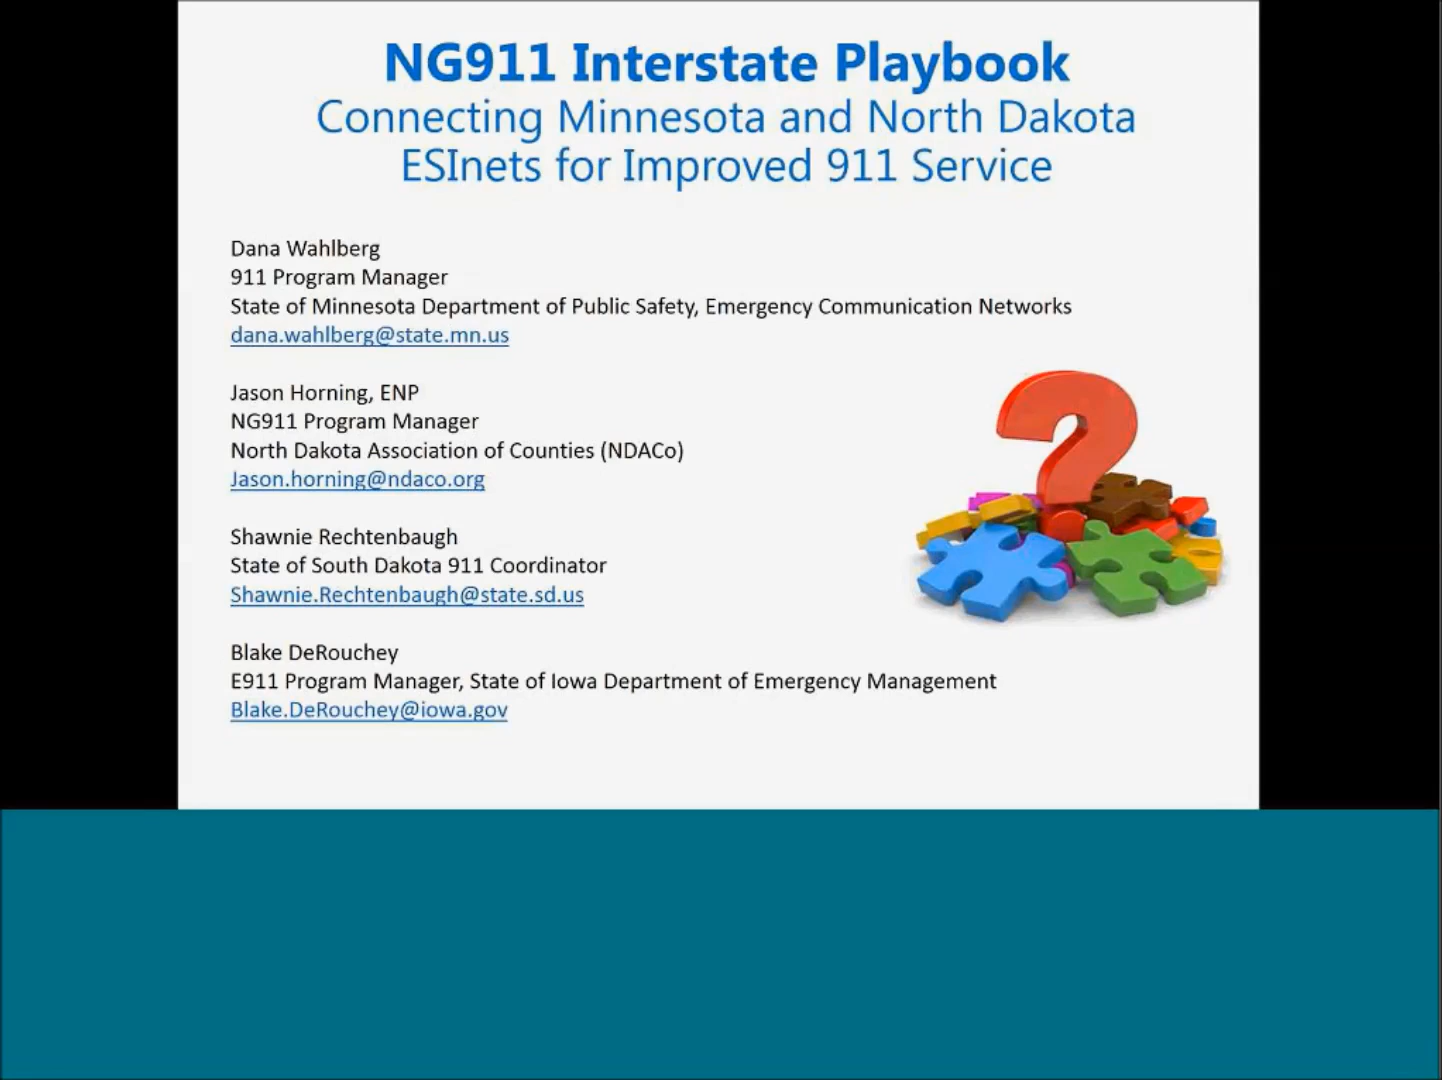 NG911 Interstate Playbook
Connecting Minnesota and North Dakota
ESInets for Improved 911 Service
Dana Wahlberg
911 Program Manager
State of Minnesota Department of Public Safety, Emergency Communication Networks
dana.wahlberg@state.mn.us
Jason Horning, ENP
NG911 Program Manager
North Dakota Association of Counties (NDACo)
Jason.horning@ndaco.org
Shawnie Rechtenbaugh
State of South Dakota 911 Coordinator
Shawnie.Rechtenbaugh@state.sd.us
Blake DeRouchey
E911 Program Manager, State of Iowa Department of Emergency Management
Blake.DeRouchey@iowa.gov